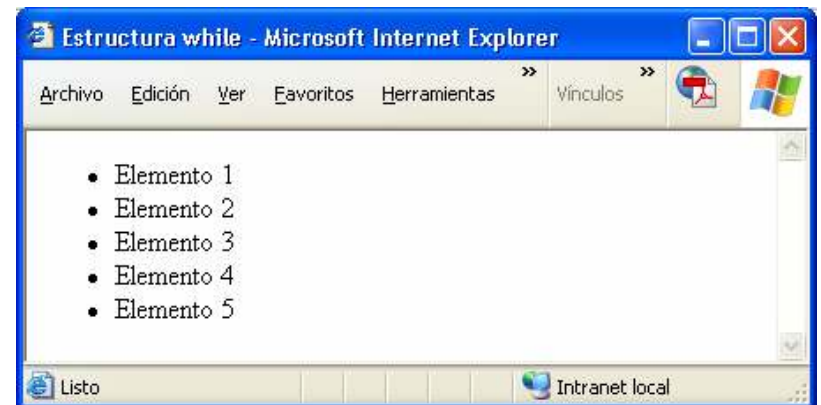 Estructura while - Microsoft Internet Explorer
Archivo Edición Ver Favoritos Herramientas » Vínculos »
• Elemento 1
• Elemento 2
• Elemento 3
• Elemento 4
• Elemento 5
Listo Intranet local